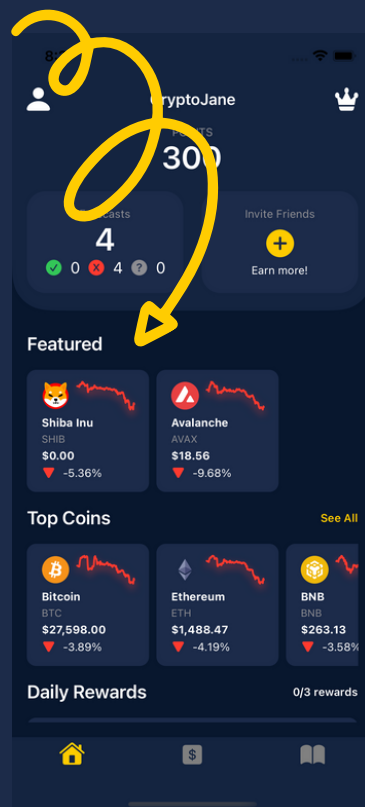 CryptoJane
POINTS
300
4
0 4 ? 0
Invite Friends
Earn more!
Featured
Shiba Inu
SHIB
$0.00
-5.36%
Avalanche
AVAX
$18.56
-9.68%
Top Coins
See All
Bitcoin
BTC
$27,598.00
-3.89%
Ethereum
ETH
$1,488.47
-4.19%
BNB
BNB
$263.13
-3.58%
Daily Rewards
0/3 rewards